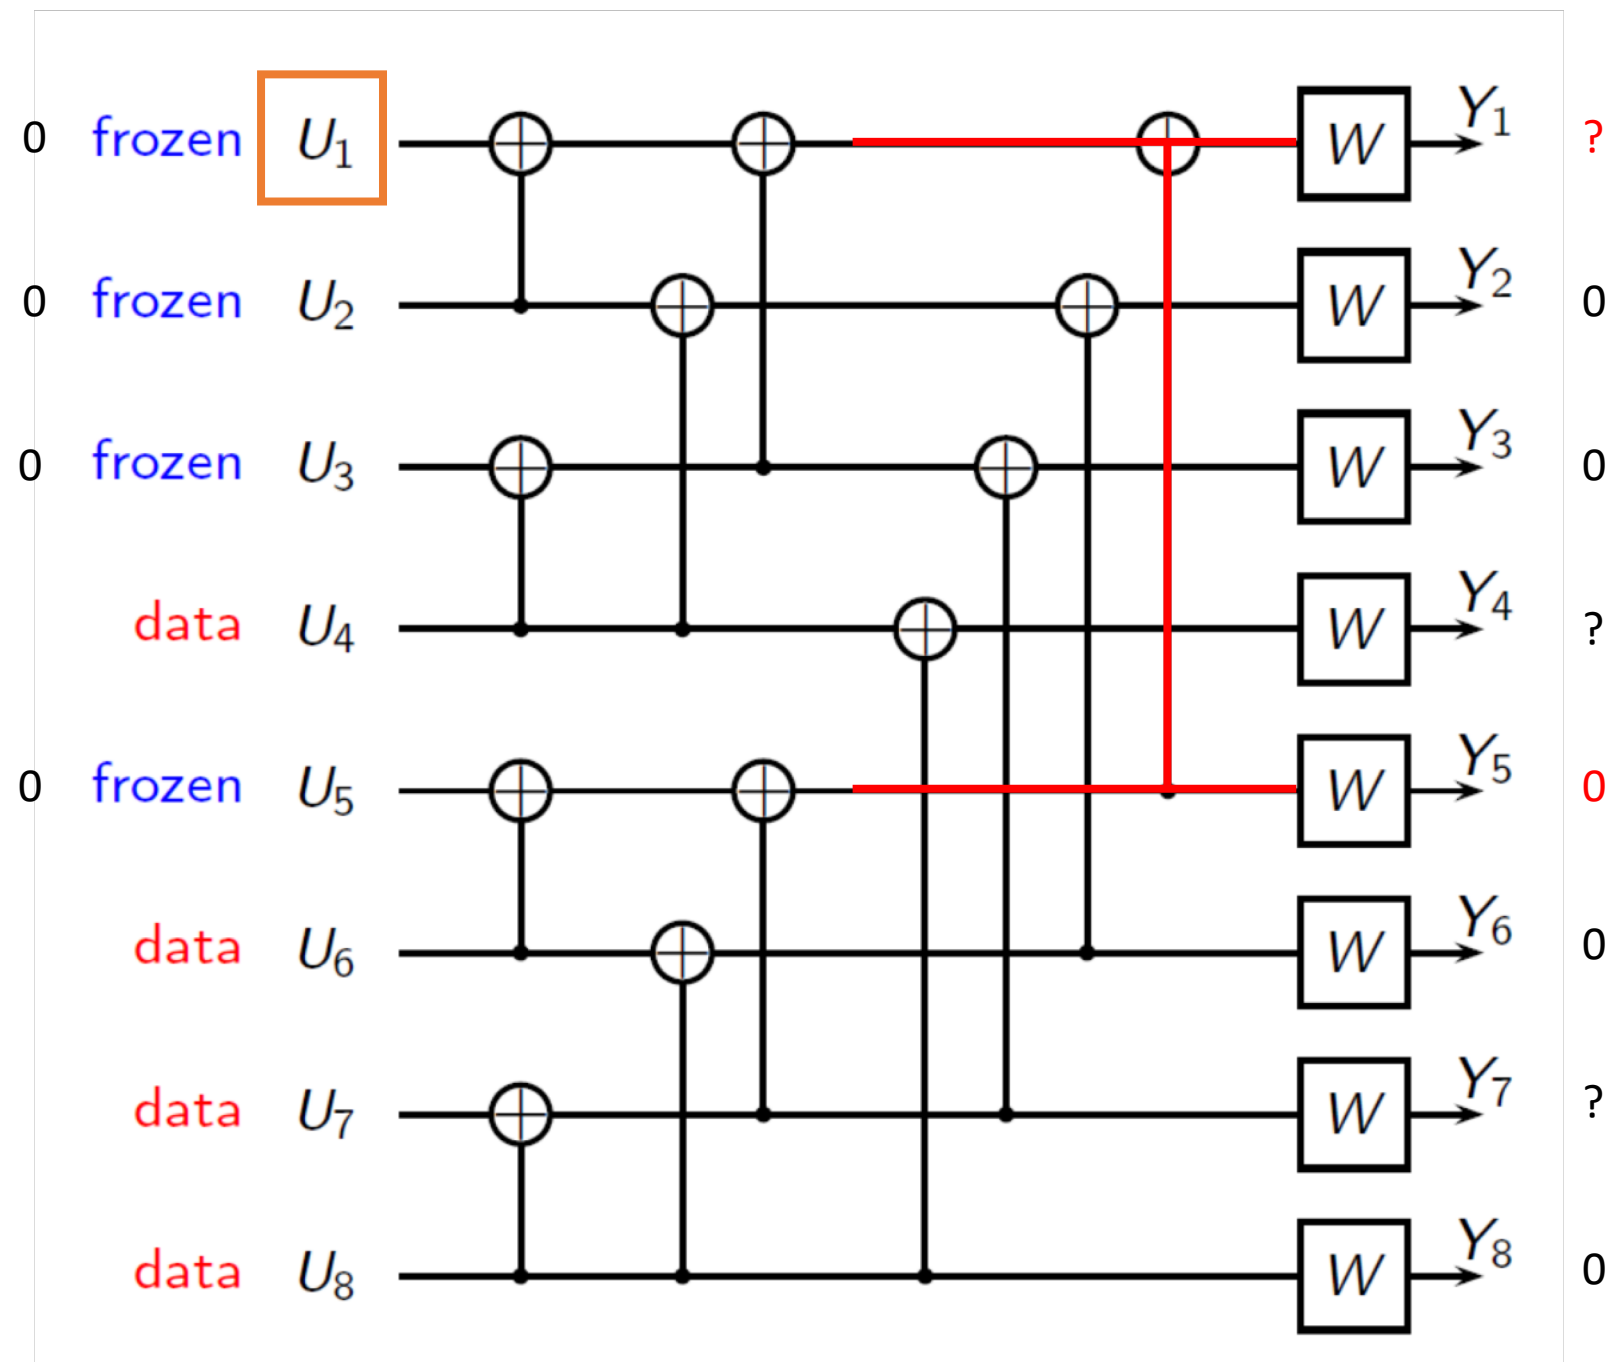 0 frozen U₁ W Y₁ ?
0 frozen U₂ W Y₂ 0
0 frozen U₃ W Y₃ 0
data U₄ W Y₄ ?
0 frozen U₅ W Y₅ 0
data U₆ W Y₆ 0
data U₇ W Y₇ ?
data U₈ W Y₈ 0